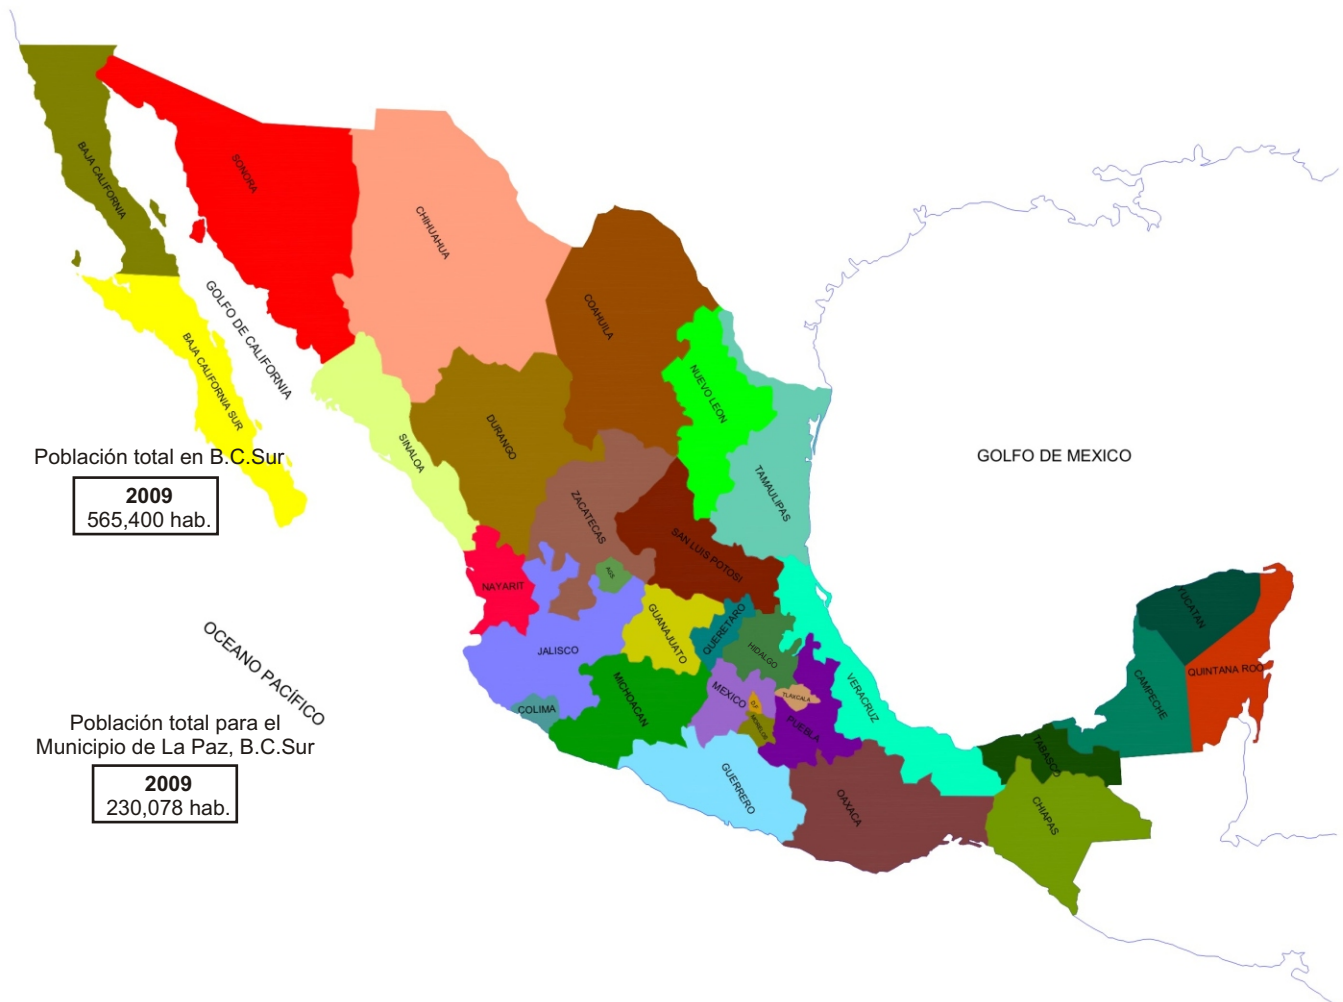 BAJA CALIFORNIA
SONORA
CHIHUAHUA
COAHUILA
GOLFO DE CALIFORNIA
BAJA CALIFORNIA SUR
NUEVO LEON
DURANGO
SINALOA
Población total en B.C.Sur
2009
565,400 hab.
GOLFO DE MEXICO
TAMAULIPAS
ZACATECAS
SAN LUIS POTOSI
AGS
NAYARIT
YUCATAN
GUANAJUATO
QUERETARO
HIDALGO
JALISCO
QUINTANA ROO
OCEANO PACÍFICO
MICHOACAN
MEXICO
TLAXCALA
D.F.
VERACRUZ
CAMPECHE
COLIMA
MORELOS
PUEBLA
Población total para el
Municipio de La Paz, B.C.Sur
2009
230,078 hab.
TABASCO
GUERRERO
OAXACA
CHIAPAS